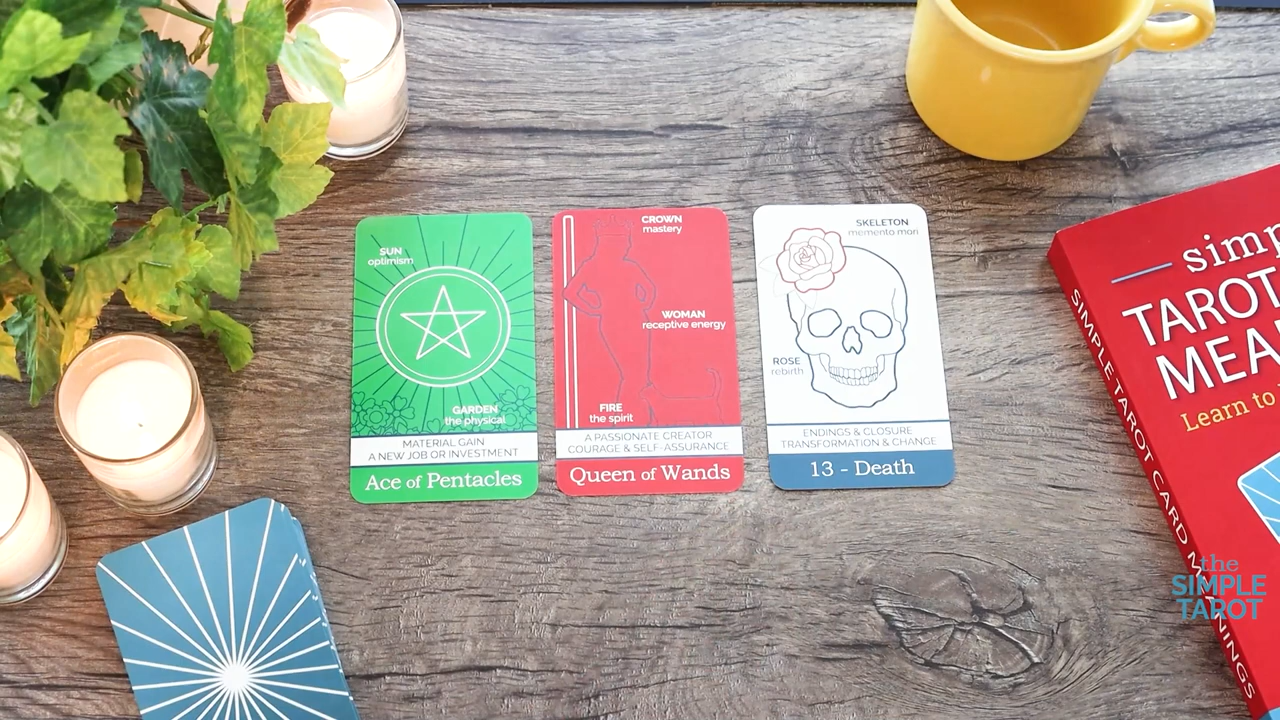 SUN
optimism
GARDEN
the physical
MATERIAL GAIN
A NEW JOB OR INVESTMENT
Ace of Pentacles
CROWN
mastery
WOMAN
receptive energy
FIRE
the spirit
A PASSIONATE CREATOR
COURAGE & SELF-ASSURANCE
Queen of Wands
SKELETON
memento mori
ROSE
rebirth
ENDINGS & CLOSURE
TRANSFORMATION & CHANGE
13 - Death
simp
TAROT
MEA
Learn to
SIMPLE TAROT CARD MEANINGS
the
SIMPLE
TAROT